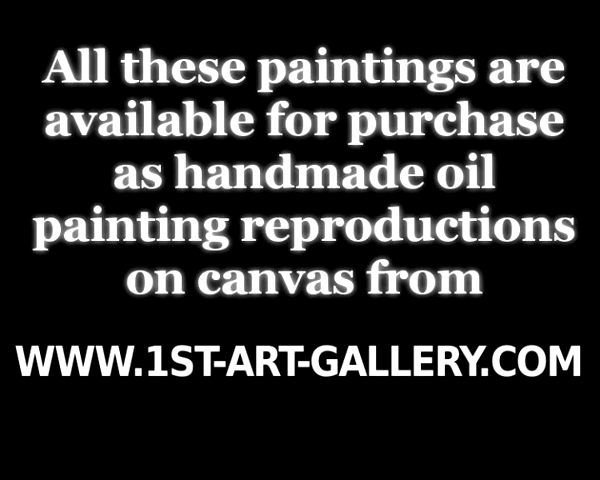 All these paintings are
available for purchase
as handmade oil
painting reproductions
on canvas from
WWW.1ST-ART-GALLERY.COM